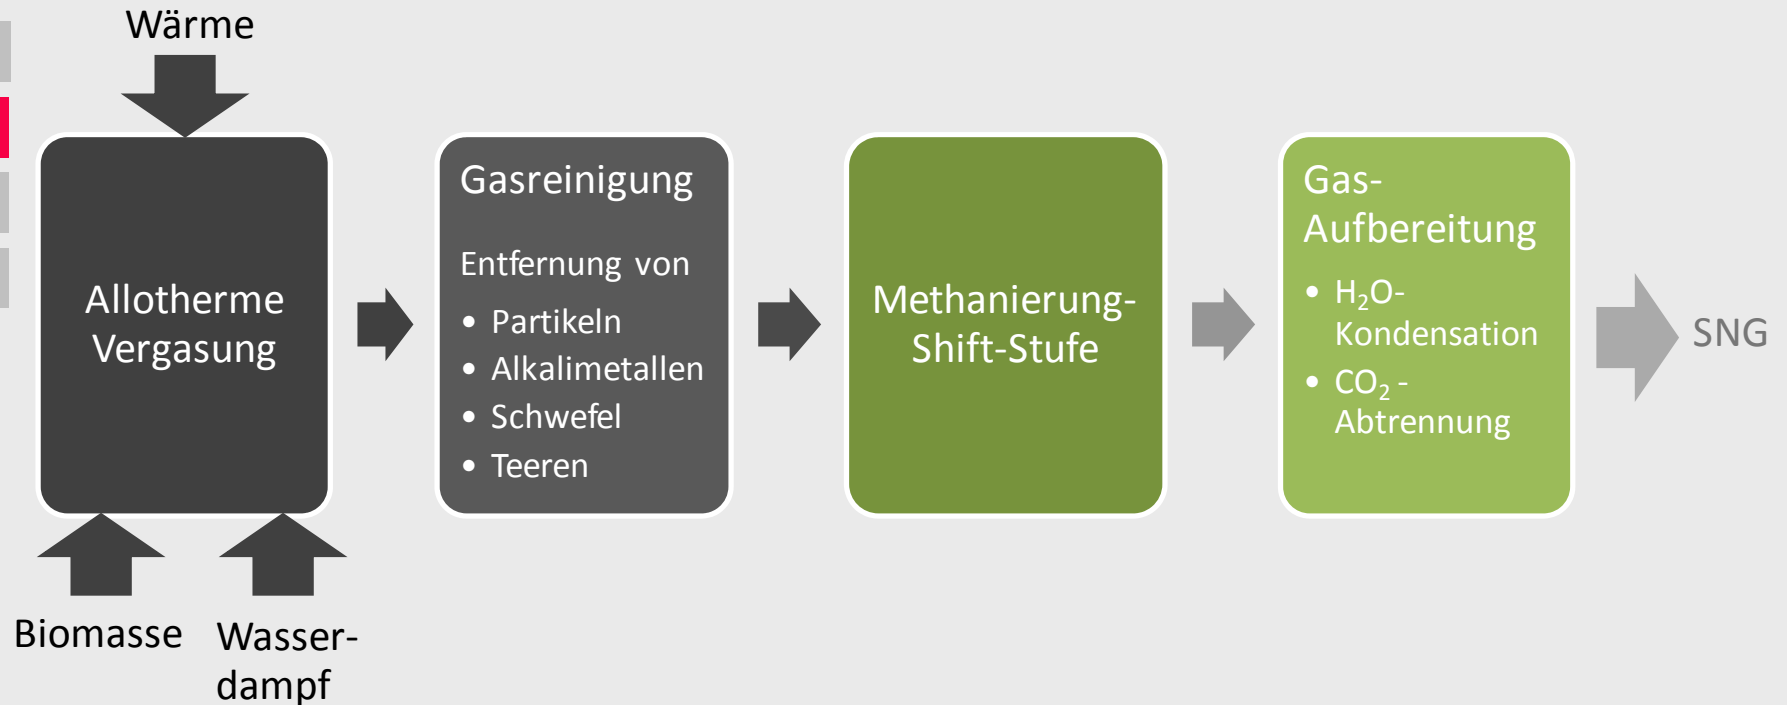 Wärme
Allotherme
Vergasung
Biomasse
Wasser-
dampf
Gasreinigung
Entfernung von
• Partikeln
• Alkalimetallen
• Schwefel
• Teeren
Methanierung-
Shift-Stufe
Gas-
Aufbereitung
• H₂O-
Kondensation
• CO₂ -
Abtrennung
SNG